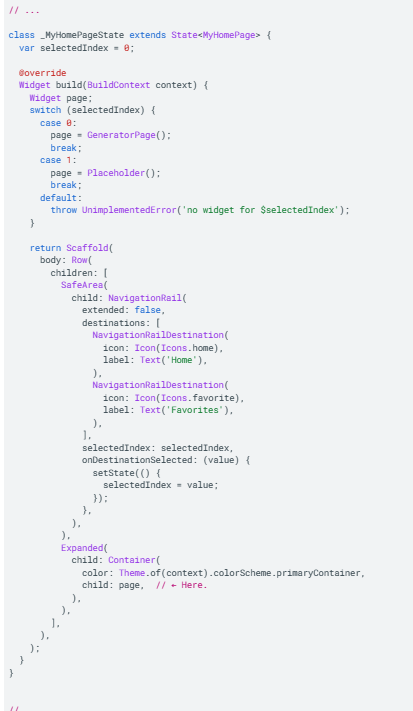 // ...
class _MyHomePageState extends State<MyHomePage> {
  var selectedIndex = 0;
  @override
  Widget build(BuildContext context) {
    Widget page;
    switch (selectedIndex) {
      case 0:
        page = GeneratorPage();
        break;
      case 1:
        page = Placeholder();
        break;
      default:
        throw UnimplementedError('no widget for $selectedIndex');
    }
    return Scaffold(
      body: Row(
        children: [
          SafeArea(
            child: NavigationRail(
              extended: false,
              destinations: [
                NavigationRailDestination(
                  icon: Icon(Icons.home),
                  label: Text('Home'),
                ),
                NavigationRailDestination(
                  icon: Icon(Icons.favorite),
                  label: Text('Favorites'),
                ),
              ],
              selectedIndex: selectedIndex,
              onDestinationSelected: (value) {
                setState(() {
                  selectedIndex = value;
                });
              },
            ),
          ),
          Expanded(
            child: Container(
              color: Theme.of(context).colorScheme.primaryContainer,
              child: page,  // ← Here.
            ),
          ),
        ],
      ),
    );
  }
}
//